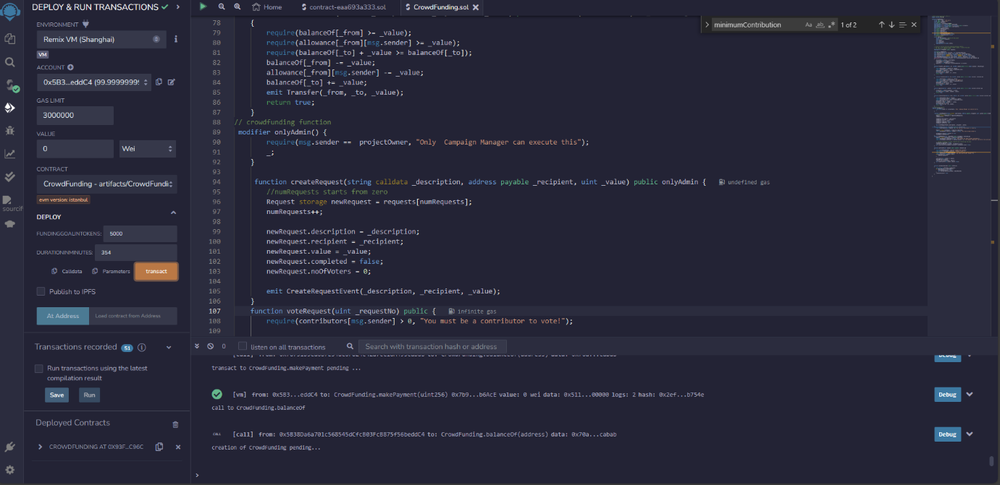 DEPLOY & RUN TRANSACTIONS
ENVIRONMENT
Remix VM (Shanghai)
VM
ACCOUNT
0x5B3...eddC4 (99.9999999
GAS LIMIT
3000000
VALUE
0
Wei
CONTRACT
CrowdFunding - artifacts/CrowdFundi
evm version: istanbul
DEPLOY
FUNDINGGOALINTOKENS: 5000
DURATIONINMINUTES: 354
Calldata Parameters transact
Publish to IPFS
At Address Load contract from Address
Transactions recorded 51 i
Run transactions using the latest
compilation result
Save Run
Deployed Contracts
CROWDFUNDING AT 0X93F...C96C
sourcif
Home contract-eaa693a333.sol CrowdFunding.sol
minimumContribution Aa ab .* 1 of 2
78 {
79 require(balanceOf[_from] >= _value);
80 require(allowance[_from][msg.sender] >= _value);
81 require(balanceOf[_to] + _value >= balanceOf[_to]);
82 balanceOf[_from] -= _value;
83 allowance[_from][msg.sender] -= _value;
84 balanceOf[_to] += _value;
85 emit Transfer(_from, _to, _value);
86 return true;
87 }
88 // crowdfunding function
89 modifier onlyAdmin() {
90 require(msg.sender == projectOwner, "Only Campaign Manager can execute this");
91 _;
92 }
93
94 function createRequest(string calldata _description, address payable _recipient, uint _value) public onlyAdmin { undefined gas
95 //numRequests starts from zero
96 Request storage newRequest = requests[numRequests];
97 numRequests++;
98
99 newRequest.description = _description;
100 newRequest.recipient = _recipient;
101 newRequest.value = _value;
102 newRequest.completed = false;
103 newRequest.noOfVoters = 0;
104
105 emit CreateRequestEvent(_description, _recipient, _value);
106 }
107 function voteRequest(uint _requestNo) public { infinite gas
108 require(contributors[msg.sender] > 0, "You must be a contributor to vote!");
109
0 listen on all transactions Search with transaction hash or address
Debug
transact to CrowdFunding.makePayment pending ...
[vm] from: 0x5B3...eddC4 to: CrowdFunding.makePayment(uint256) 0x7b9...b6AcE value: 0 wei data: 0x511...00000 logs: 2 hash: 0x2ef...b754e Debug
call to CrowdFunding.balanceOf
CALL [call] from: 0x5B38Da6a701c568545dCfcB03FcB875f56beddC4 to: CrowdFunding.balanceOf(address) data: 0x70a...cabab Debug
creation of CrowdFunding pending...
>